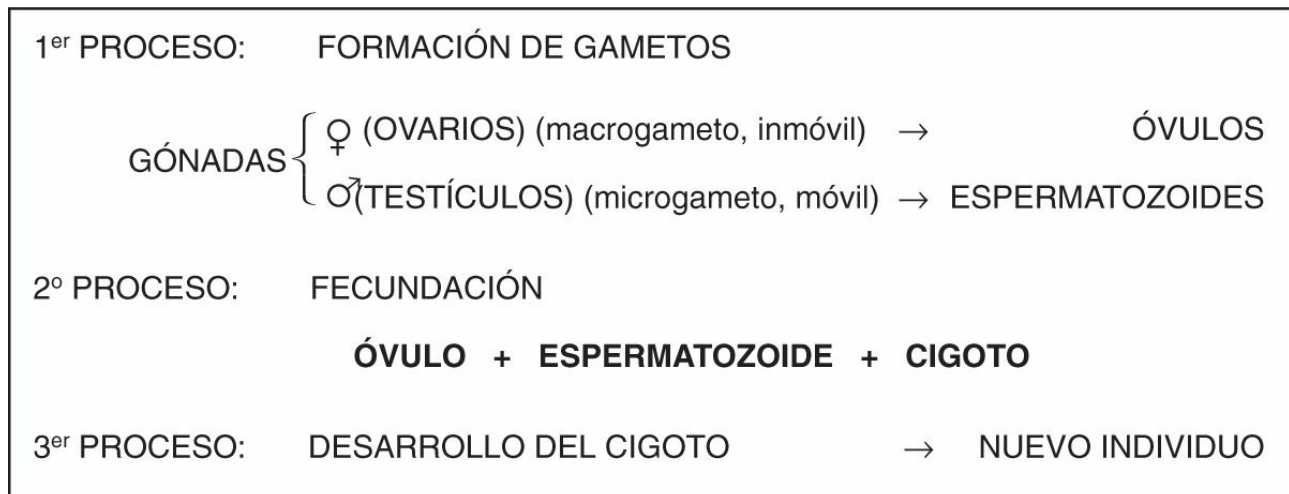 1er PROCESO: FORMACIÓN DE GAMETOS
GÓNADAS
♀ (OVARIOS) (macrogameto, inmóvil) → ÓVULOS
♂ (TESTÍCULOS) (microgameto, móvil) → ESPERMATOZOIDES
2º PROCESO: FECUNDACIÓN
ÓVULO + ESPERMATOZOIDE + CIGOTO
3er PROCESO: DESARROLLO DEL CIGOTO → NUEVO INDIVIDUO